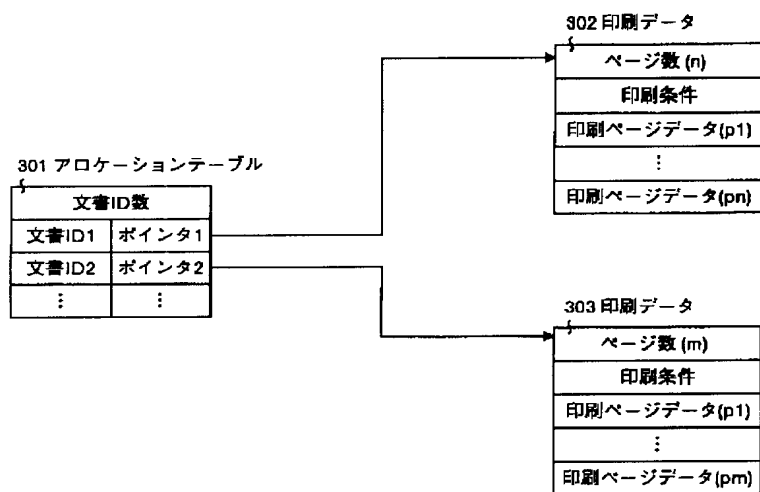 302 印刷データ
ページ数 (n)
印刷条件
印刷ページデータ(p1)
⋮
印刷ページデータ(pn)
301 アロケーションテーブル
文書ID数
文書ID1 ポインタ1
文書ID2 ポインタ2
⋮ ⋮
303 印刷データ
ページ数 (m)
印刷条件
印刷ページデータ(p1)
⋮
印刷ページデータ(pm)